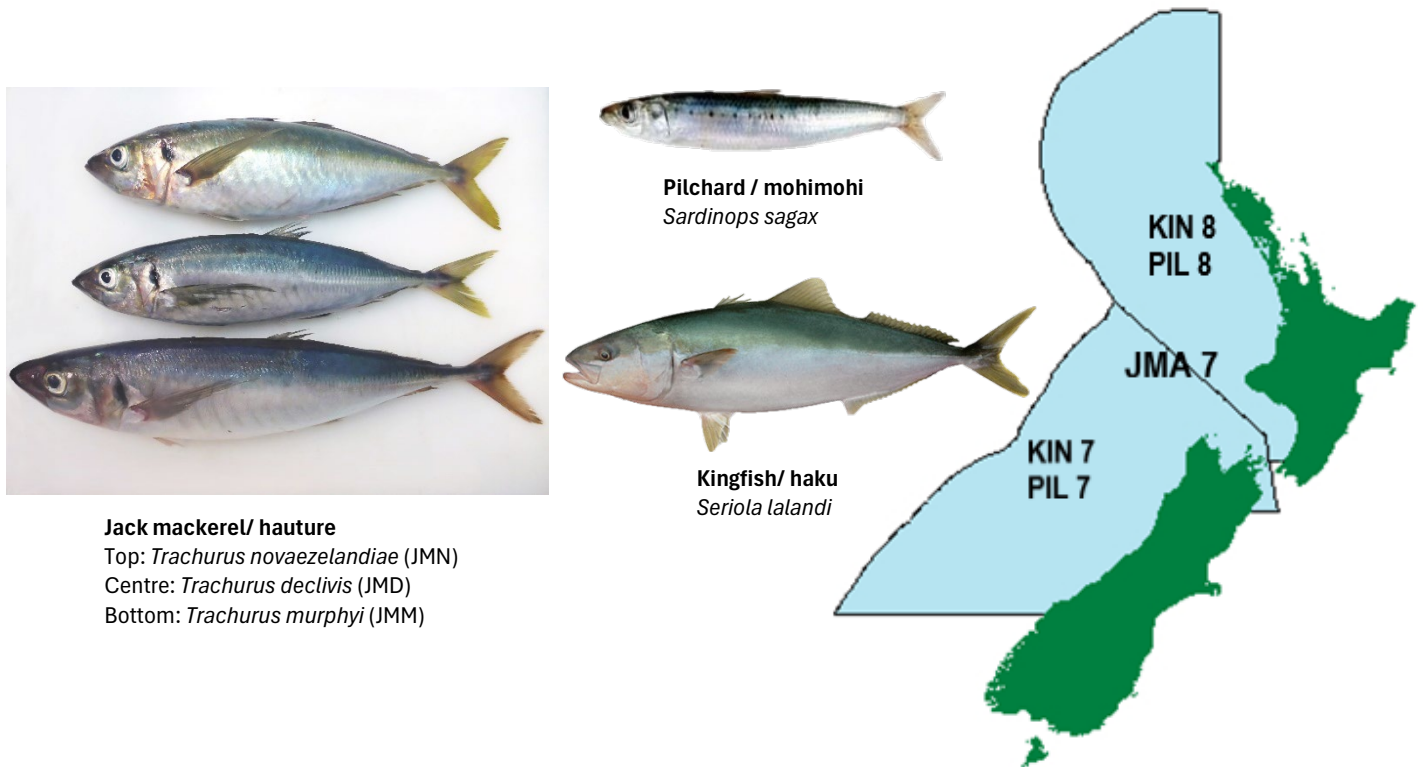 Pilchard / mohimohi
Sardinops sagax
Kingfish/ haku
Seriola lalandi
Jack mackerel/ hauture
Top: Trachurus novaezelandiae (JMN)
Centre: Trachurus declivis (JMD)
Bottom: Trachurus murphyi (JMM)
KIN 8
PIL 8
JMA 7
KIN 7
PIL 7